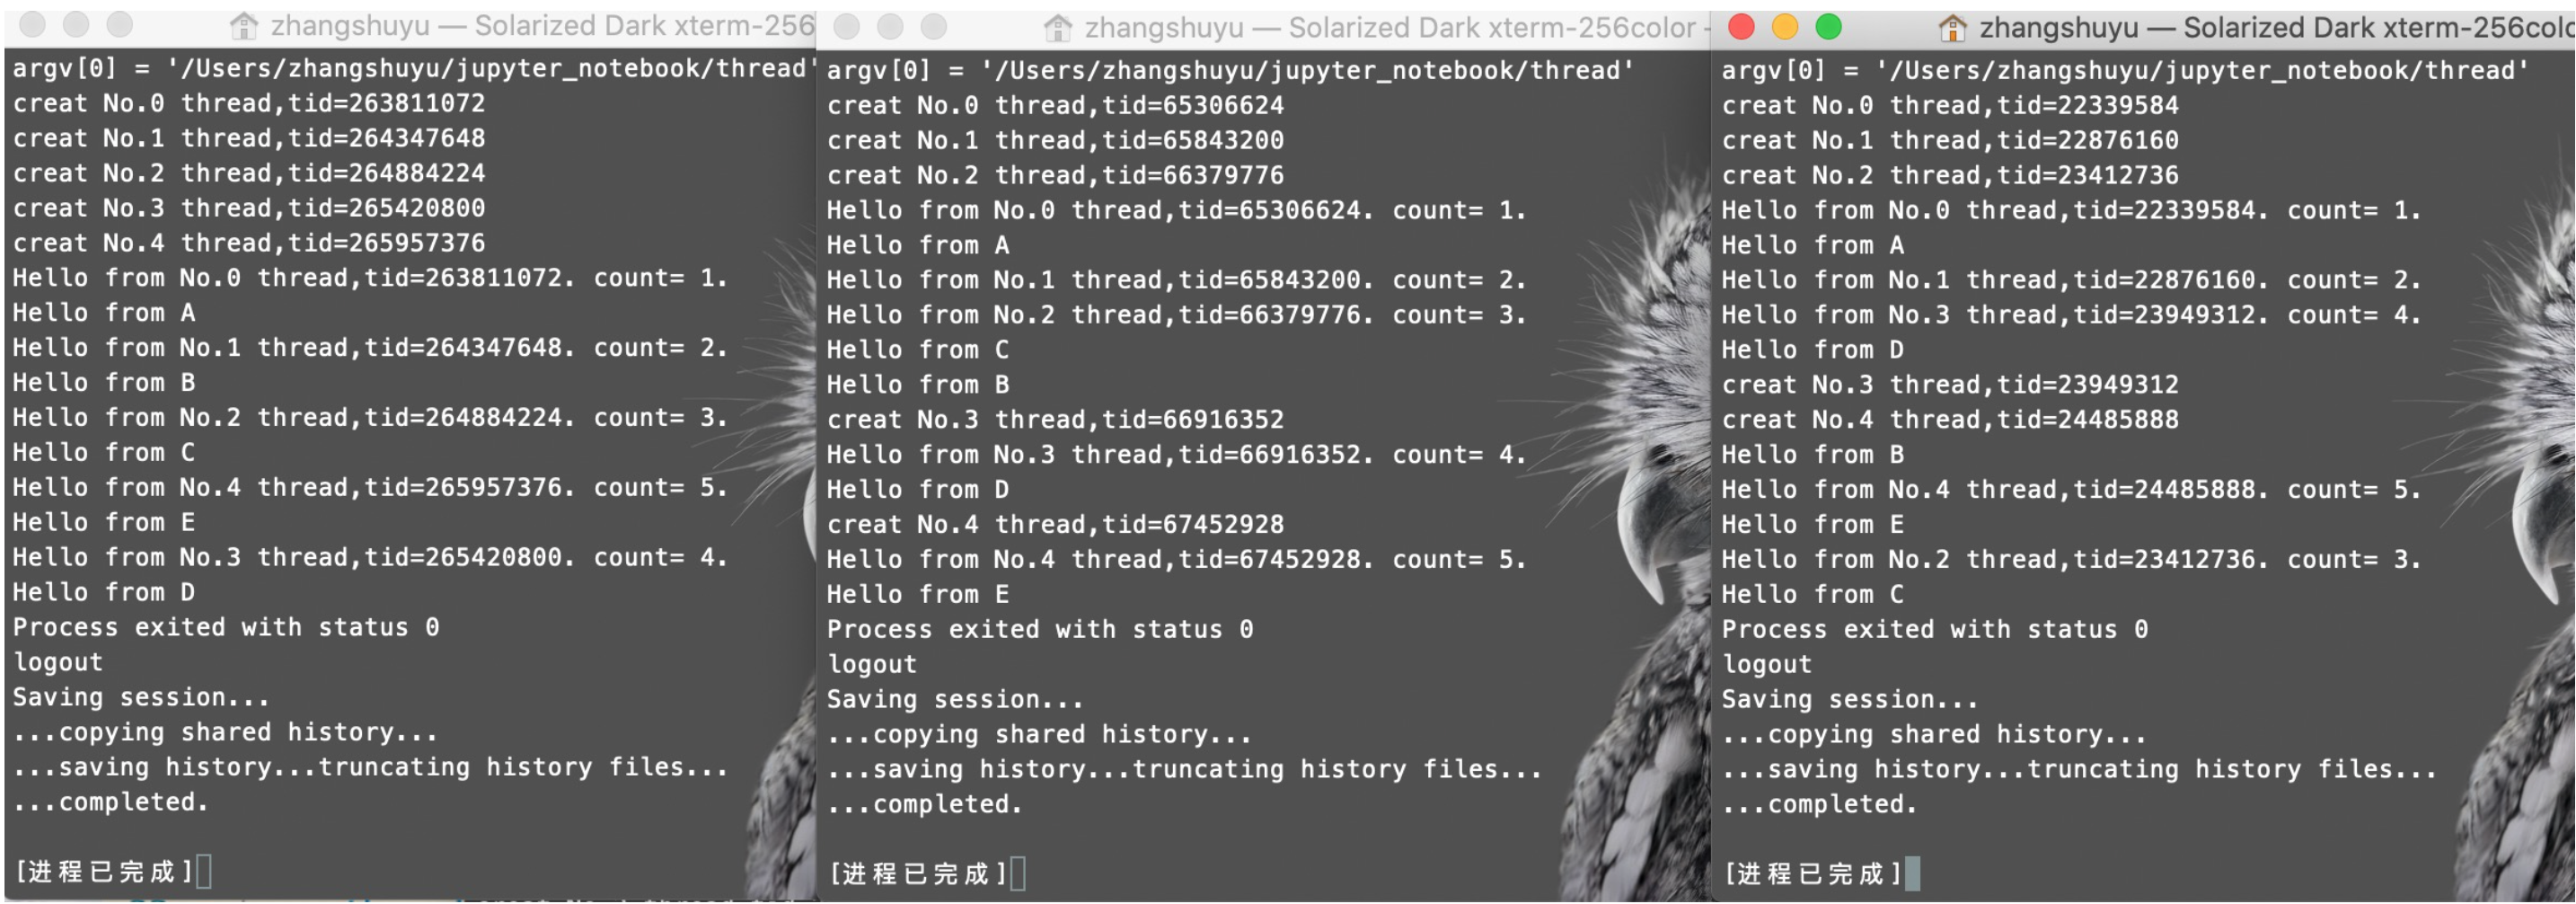 zhangshuyu — Solarized Dark xterm-256
argv[0] = '/Users/zhangshuyu/jupyter_notebook/thread'
creat No.0 thread,tid=263811072
creat No.1 thread,tid=264347648
creat No.2 thread,tid=264884224
creat No.3 thread,tid=265420800
creat No.4 thread,tid=265957376
Hello from No.0 thread,tid=263811072. count= 1.
Hello from A
Hello from No.1 thread,tid=264347648. count= 2.
Hello from B
Hello from No.2 thread,tid=264884224. count= 3.
Hello from C
Hello from No.4 thread,tid=265957376. count= 5.
Hello from E
Hello from No.3 thread,tid=265420800. count= 4.
Hello from D
Process exited with status 0
logout
Saving session...
...copying shared history...
...saving history...truncating history files...
...completed.
[进程已完成]
zhangshuyu — Solarized Dark xterm-256color -
argv[0] = '/Users/zhangshuyu/jupyter_notebook/thread'
creat No.0 thread,tid=65306624
creat No.1 thread,tid=65843200
creat No.2 thread,tid=66379776
Hello from No.0 thread,tid=65306624. count= 1.
Hello from A
Hello from No.1 thread,tid=65843200. count= 2.
Hello from No.2 thread,tid=66379776. count= 3.
Hello from C
Hello from B
creat No.3 thread,tid=66916352
Hello from No.3 thread,tid=66916352. count= 4.
Hello from D
creat No.4 thread,tid=67452928
Hello from No.4 thread,tid=67452928. count= 5.
Hello from E
Process exited with status 0
logout
Saving session...
...copying shared history...
...saving history...truncating history files...
...completed.
[进程已完成]
zhangshuyu — Solarized Dark xterm-256colo
argv[0] = '/Users/zhangshuyu/jupyter_notebook/thread'
creat No.0 thread,tid=22339584
creat No.1 thread,tid=22876160
creat No.2 thread,tid=23412736
Hello from No.0 thread,tid=22339584. count= 1.
Hello from A
Hello from No.1 thread,tid=22876160. count= 2.
Hello from No.3 thread,tid=23949312. count= 4.
Hello from D
creat No.3 thread,tid=23949312
creat No.4 thread,tid=24485888
Hello from B
Hello from No.4 thread,tid=24485888. count= 5.
Hello from E
Hello from No.2 thread,tid=23412736. count= 3.
Hello from C
Process exited with status 0
logout
Saving session...
...copying shared history...
...saving history...truncating history files...
...completed.
[进程已完成]